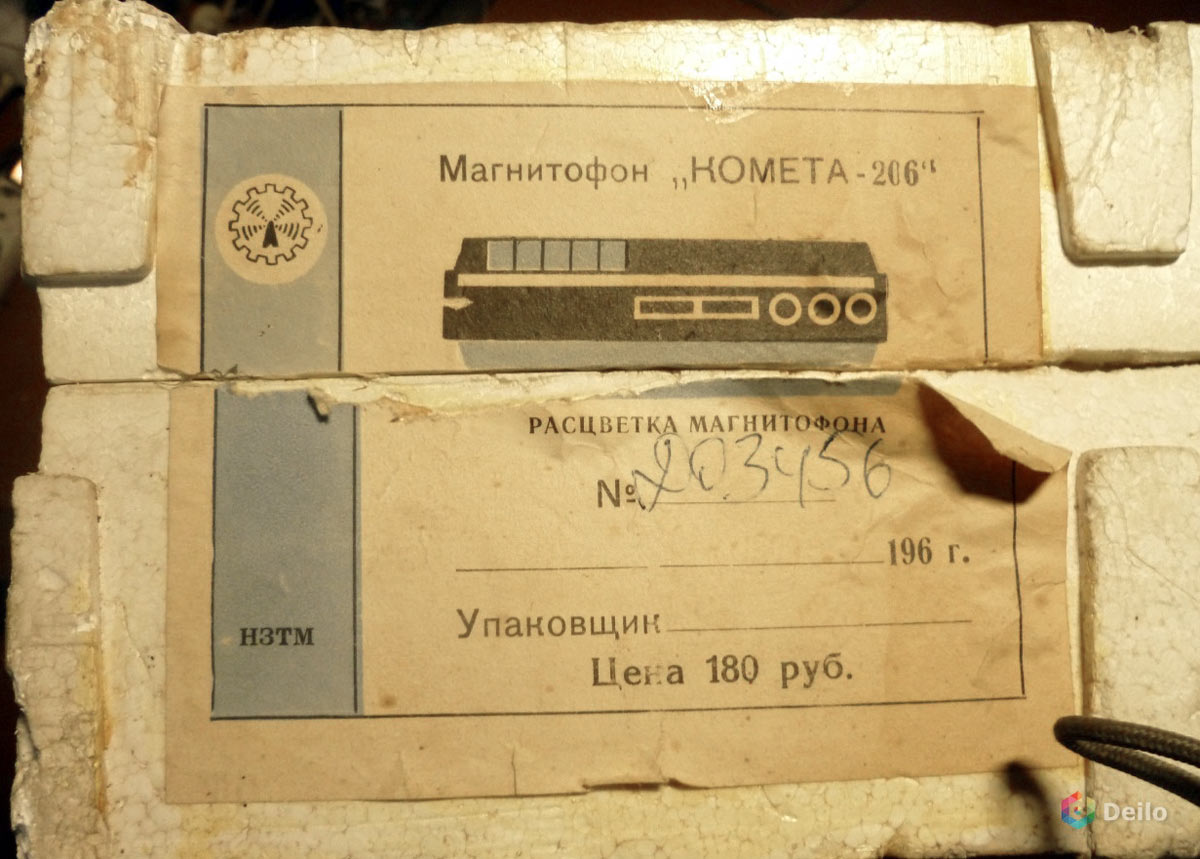 Магнитофон „КОМЕТА-206“
РАСЦВЕТКА МАГНИТОФОНА
№ 203456
196 г.
Упаковщик
НЗТМ
Цена 180 руб.
Deilo